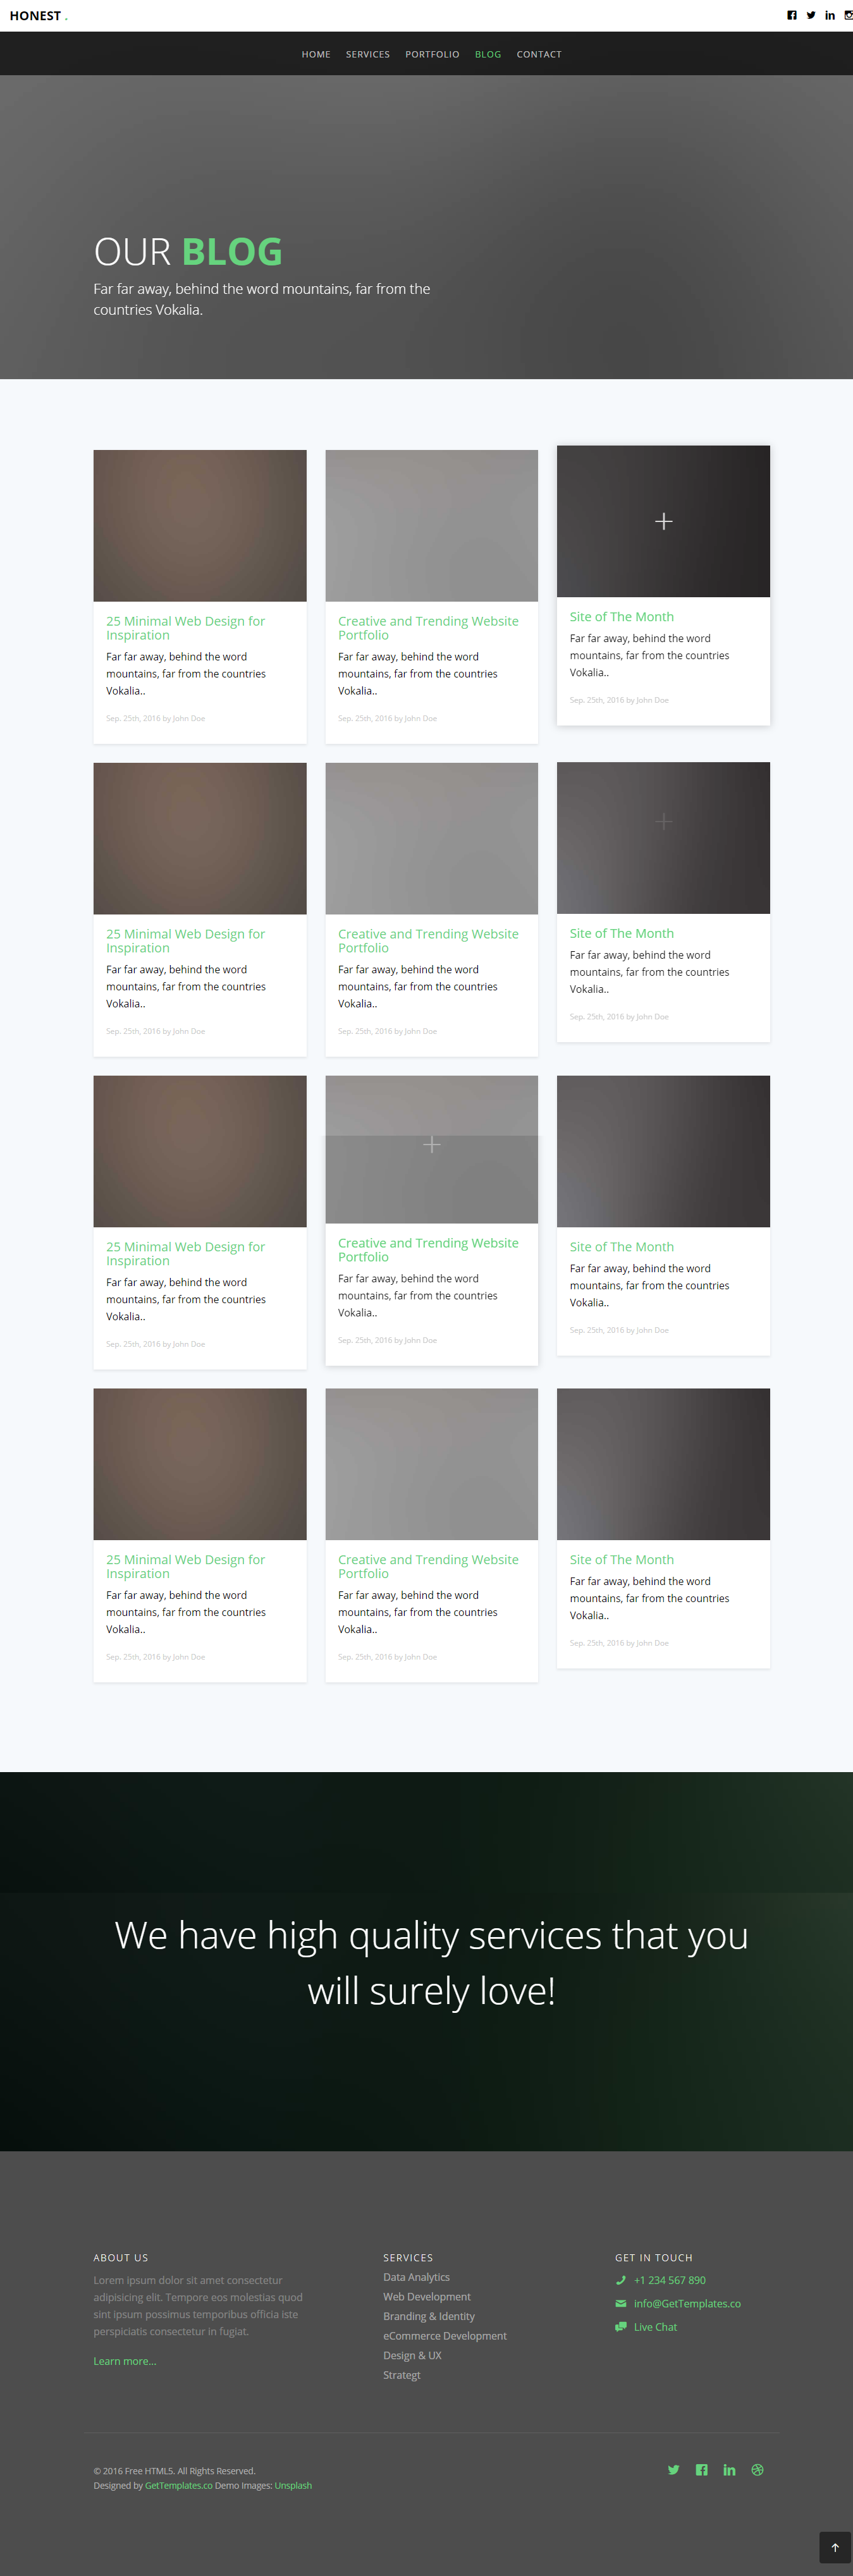 HONEST .
HOME SERVICES PORTFOLIO BLOG CONTACT
OUR BLOG
Far far away, behind the word mountains, far from the
countries Vokalia.
25 Minimal Web Design for
Inspiration
Far far away, behind the word
mountains, far from the countries
Vokalia..
Sep. 25th, 2016 by John Doe
Creative and Trending Website
Portfolio
Far far away, behind the word
mountains, far from the countries
Vokalia..
Sep. 25th, 2016 by John Doe
Site of The Month
Far far away, behind the word
mountains, far from the countries
Vokalia..
Sep. 25th, 2016 by John Doe
25 Minimal Web Design for
Inspiration
Far far away, behind the word
mountains, far from the countries
Vokalia..
Sep. 25th, 2016 by John Doe
Creative and Trending Website
Portfolio
Far far away, behind the word
mountains, far from the countries
Vokalia..
Sep. 25th, 2016 by John Doe
Site of The Month
Far far away, behind the word
mountains, far from the countries
Vokalia..
Sep. 25th, 2016 by John Doe
25 Minimal Web Design for
Inspiration
Far far away, behind the word
mountains, far from the countries
Vokalia..
Sep. 25th, 2016 by John Doe
Creative and Trending Website
Portfolio
Far far away, behind the word
mountains, far from the countries
Vokalia..
Sep. 25th, 2016 by John Doe
Site of The Month
Far far away, behind the word
mountains, far from the countries
Vokalia..
Sep. 25th, 2016 by John Doe
25 Minimal Web Design for
Inspiration
Far far away, behind the word
mountains, far from the countries
Vokalia..
Sep. 25th, 2016 by John Doe
Creative and Trending Website
Portfolio
Far far away, behind the word
mountains, far from the countries
Vokalia..
Sep. 25th, 2016 by John Doe
Site of The Month
Far far away, behind the word
mountains, far from the countries
Vokalia..
Sep. 25th, 2016 by John Doe
We have high quality services that you
will surely love!
ABOUT US
Lorem ipsum dolor sit amet consectetur
adipisicing elit. Tempore eos molestias quod
sint ipsum possimus temporibus officia iste
perspiciatis consectetur in fugiat.
Learn more...
SERVICES
Data Analytics
Web Development
Branding & Identity
eCommerce Development
Design & UX
Strategt
GET IN TOUCH
+1 234 567 890
info@GetTemplates.co
Live Chat
© 2016 Free HTML5. All Rights Reserved.
Designed by GetTemplates.co Demo Images: Unsplash